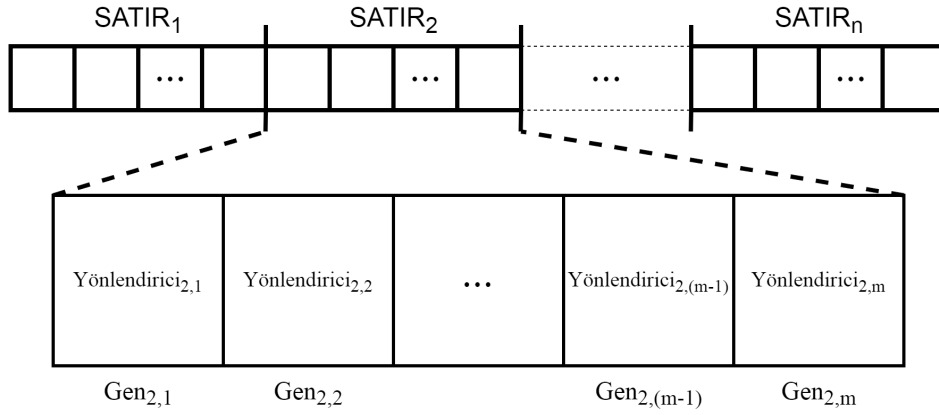 SATIR₁ SATIR₂ SATIRₙ
... ... ... ...
Yönlendirici₂,₁ Yönlendirici₂,₂ ... Yönlendirici₂,₍ₘ₋₁₎ Yönlendirici₂,ₘ
Gen₂,₁ Gen₂,₂ Gen₂,₍ₘ₋₁₎ Gen₂,ₘ